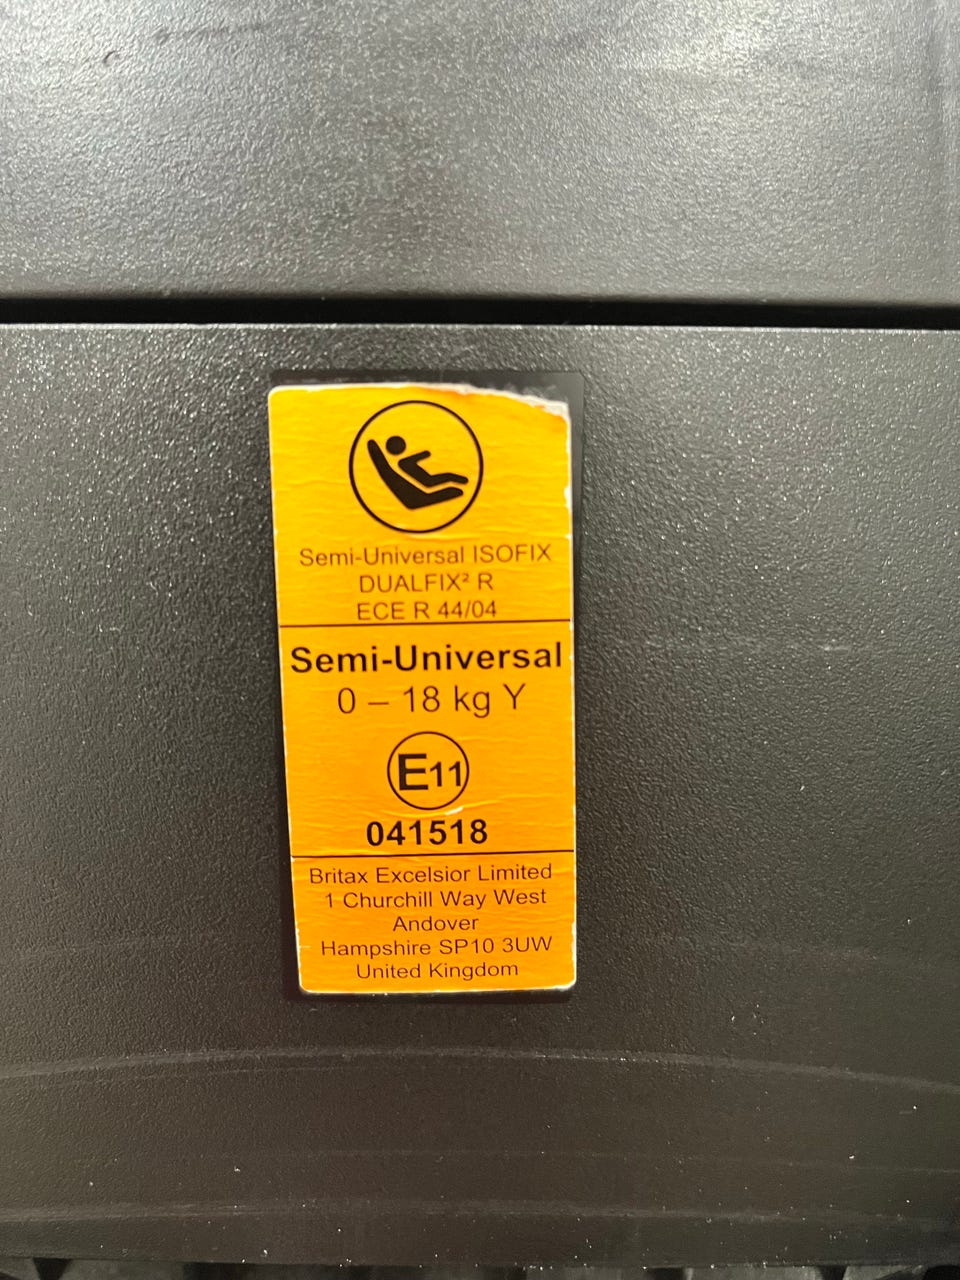 Semi-Universal ISOFIX
DUALFIX² R
ECE R 44/04
Semi-Universal
0 – 18 kg Y
E11
041518
Britax Excelsior Limited
1 Churchill Way West
Andover
Hampshire SP10 3UW
United Kingdom